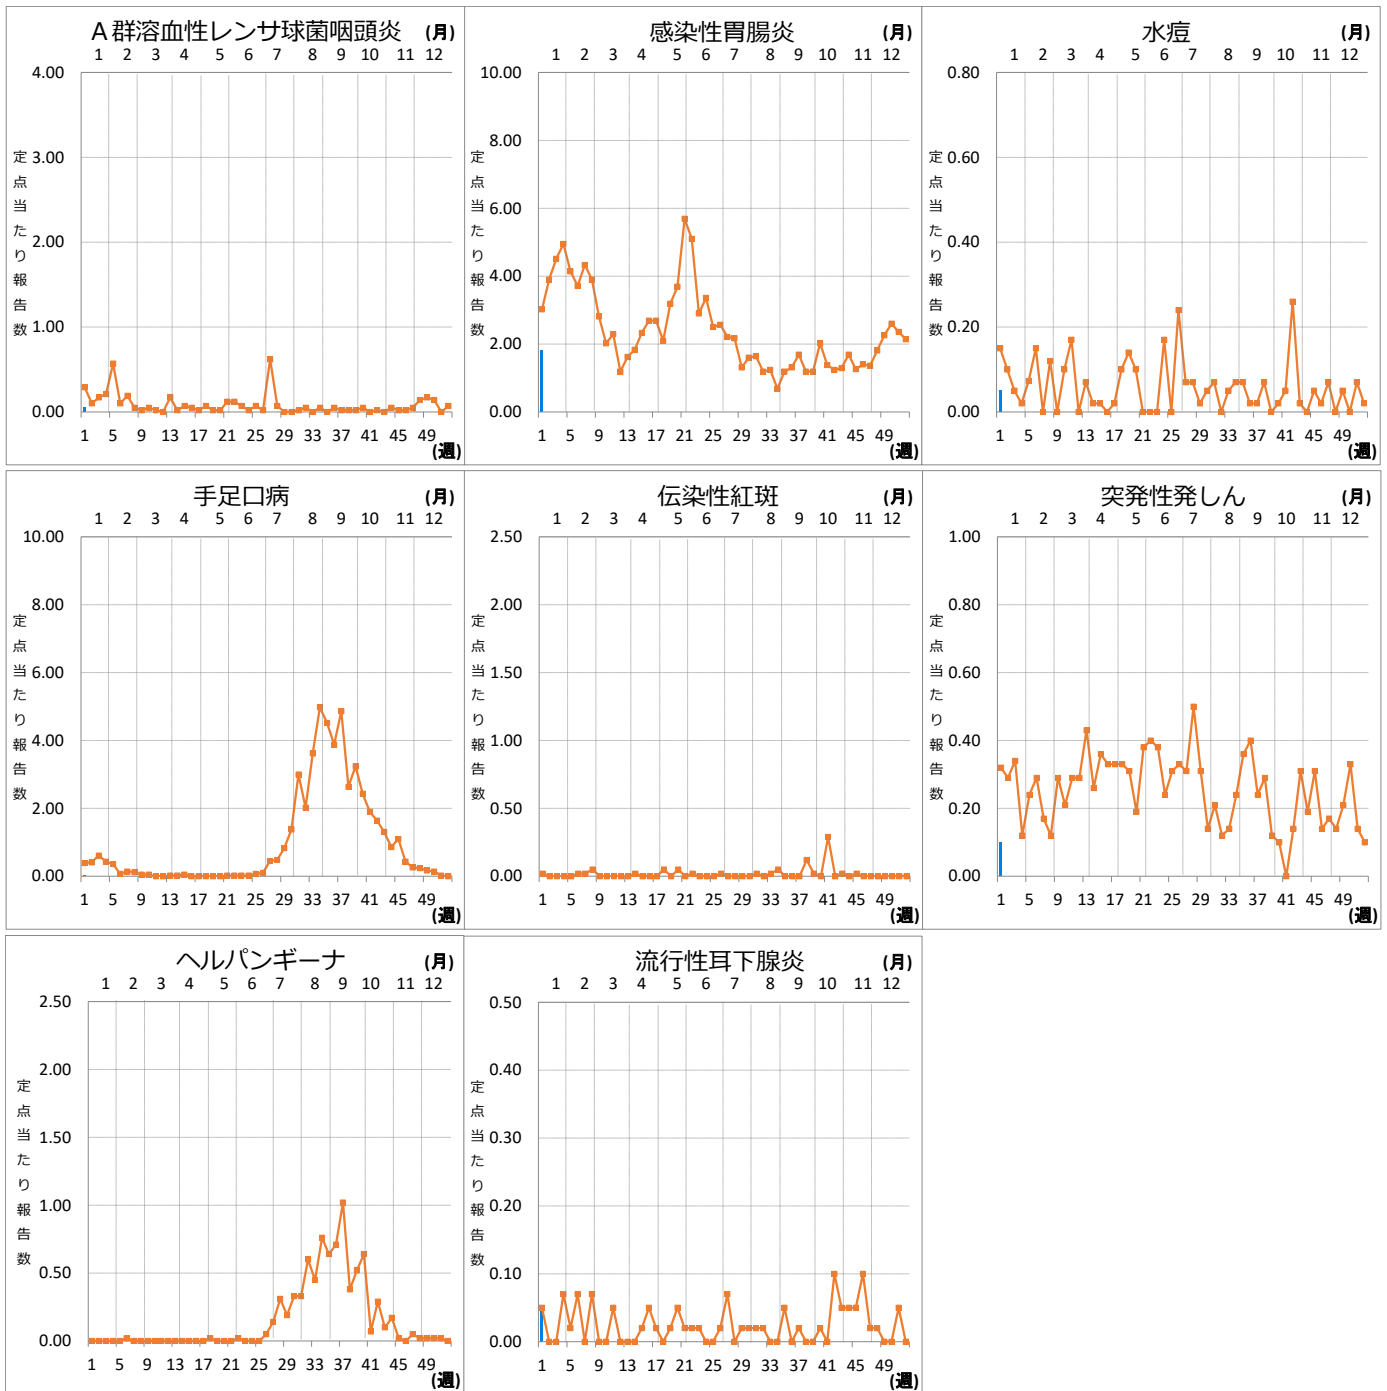 A群溶血性レンサ球菌咽頭炎 (月)
1 2 3 4 5 6 7 8 9 10 11 12
4.00
3.00
2.00
1.00
0.00
定点当たり報告数
1 5 9 13 17 21 25 29 33 37 41 45 49
(週)
感染性胃腸炎 (月)
1 2 3 4 5 6 7 8 9 10 11 12
10.00
8.00
6.00
4.00
2.00
0.00
定点当たり報告数
1 5 9 13 17 21 25 29 33 37 41 45 49
(週)
水痘 (月)
1 2 3 4 5 6 7 8 9 10 11 12
0.80
0.60
0.40
0.20
0.00
定点当たり報告数
1 5 9 13 17 21 25 29 33 37 41 45 49
(週)
手足口病 (月)
1 2 3 4 5 6 7 8 9 10 11 12
10.00
8.00
6.00
4.00
2.00
0.00
定点当たり報告数
1 5 9 13 17 21 25 29 33 37 41 45 49
(週)
伝染性紅斑 (月)
1 2 3 4 5 6 7 8 9 10 11 12
2.50
2.00
1.50
1.00
0.50
0.00
定点当たり報告数
1 5 9 13 17 21 25 29 33 37 41 45 49
(週)
突発性発しん (月)
1 2 3 4 5 6 7 8 9 10 11 12
1.00
0.80
0.60
0.40
0.20
0.00
定点当たり報告数
1 5 9 13 17 21 25 29 33 37 41 45 49
(週)
ヘルパンギーナ (月)
1 2 3 4 5 6 7 8 9 10 11 12
2.50
2.00
1.50
1.00
0.50
0.00
定点当たり報告数
1 5 9 13 17 21 25 29 33 37 41 45 49
(週)
流行性耳下腺炎 (月)
1 2 3 4 5 6 7 8 9 10 11 12
0.50
0.40
0.30
0.20
0.10
0.00
定点当たり報告数
1 5 9 13 17 21 25 29 33 37 41 45 49
(週)